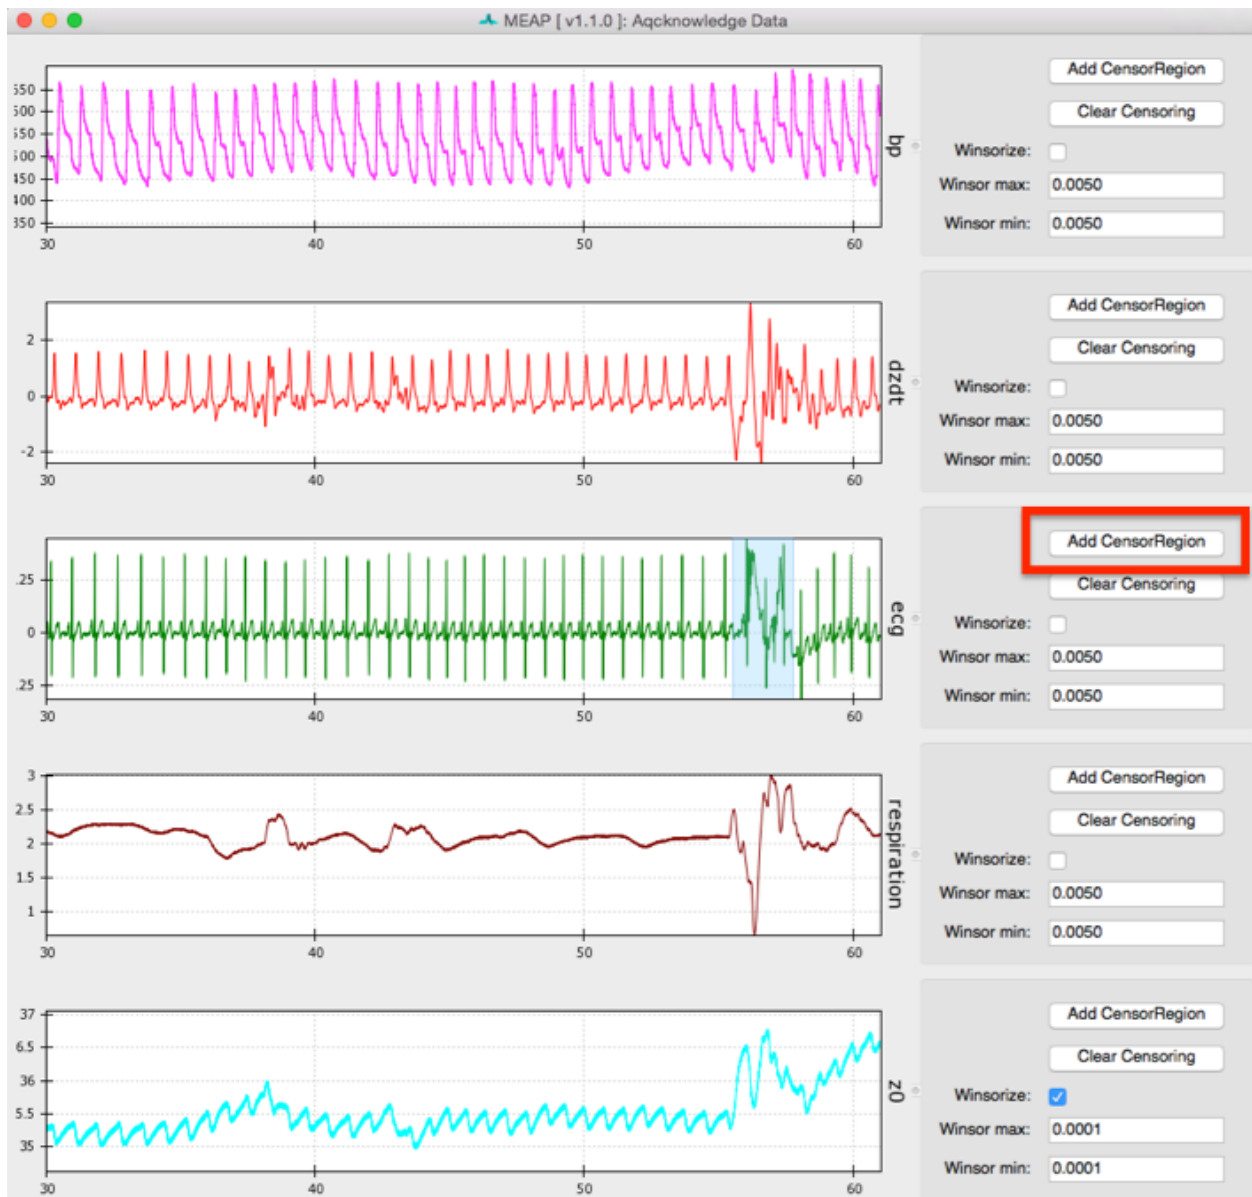 MEAP [ v1.1.0 ]: Aqcknowledge Data
550
500
550
500
450
400
350
30 40 50 60
bp
Add CensorRegion
Clear Censoring
Winsorize:
Winsor max: 0.0050
Winsor min: 0.0050
2
0
-2
30 40 50 60
dzdt
Add CensorRegion
Clear Censoring
Winsorize:
Winsor max: 0.0050
Winsor min: 0.0050
.25
0
.25
30 40 50 60
ecg
Add CensorRegion
Clear Censoring
Winsorize:
Winsor max: 0.0050
Winsor min: 0.0050
3
2.5
2
1.5
1
30 40 50 60
respiration
Add CensorRegion
Clear Censoring
Winsorize:
Winsor max: 0.0050
Winsor min: 0.0050
37
6.5
36
5.5
35
30 40 50 60
z0
Add CensorRegion
Clear Censoring
Winsorize:
Winsor max: 0.0001
Winsor min: 0.0001